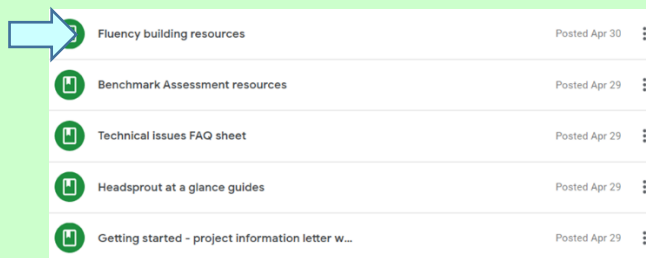 Fluency building resources Posted Apr 30
Benchmark Assessment resources Posted Apr 29
Technical issues FAQ sheet Posted Apr 29
Headsprout at a glance guides Posted Apr 29
Getting started - project information letter w... Posted Apr 29